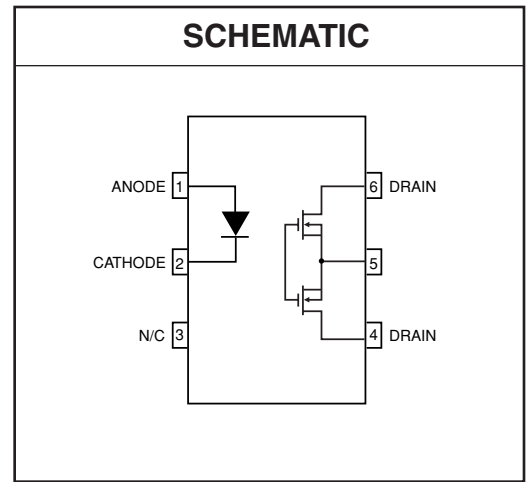 SCHEMATIC
ANODE 1
CATHODE 2
N/C 3
6 DRAIN
5
4 DRAIN